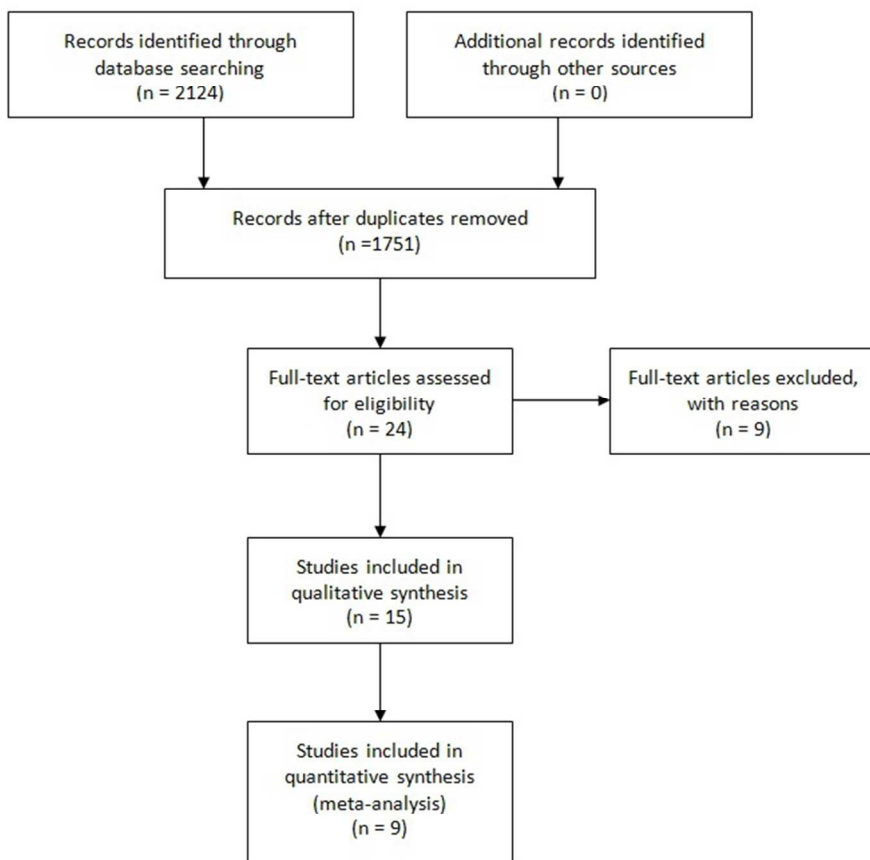 Records identified through
database searching
(n = 2124)
Additional records identified
through other sources
(n = 0)
Records after duplicates removed
(n =1751)
Full-text articles assessed
for eligibility
(n = 24)
Full-text articles excluded,
with reasons
(n = 9)
Studies included in
qualitative synthesis
(n = 15)
Studies included in
quantitative synthesis
(meta-analysis)
(n = 9)